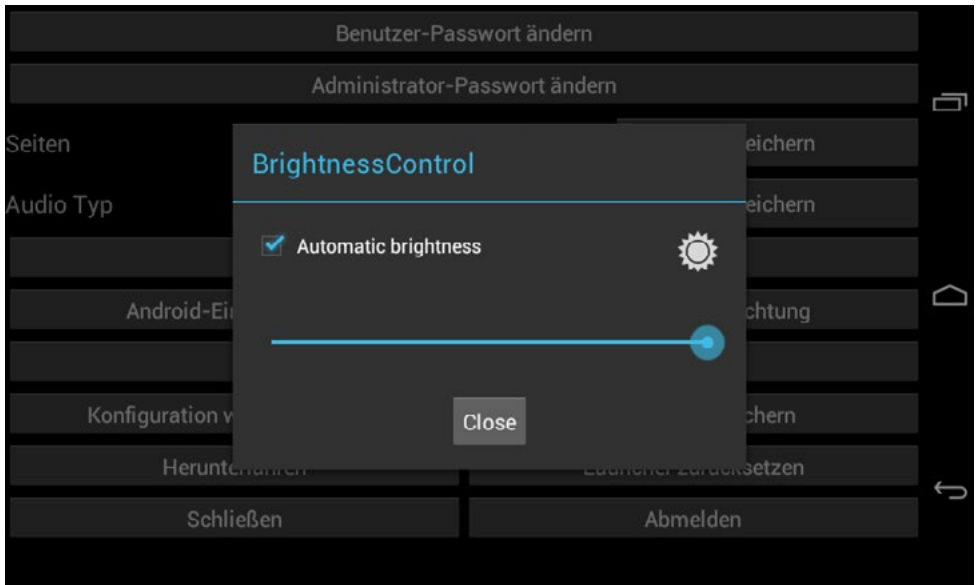 Benutzer-Passwort ändern
Administrator-Passwort ändern
Seiten
eichern
BrightnessControl
Audio Typ
eichern
Automatic brightness
Android-Ei
chtung
Konfiguration w
Close
chern
Schließen
Abmelden